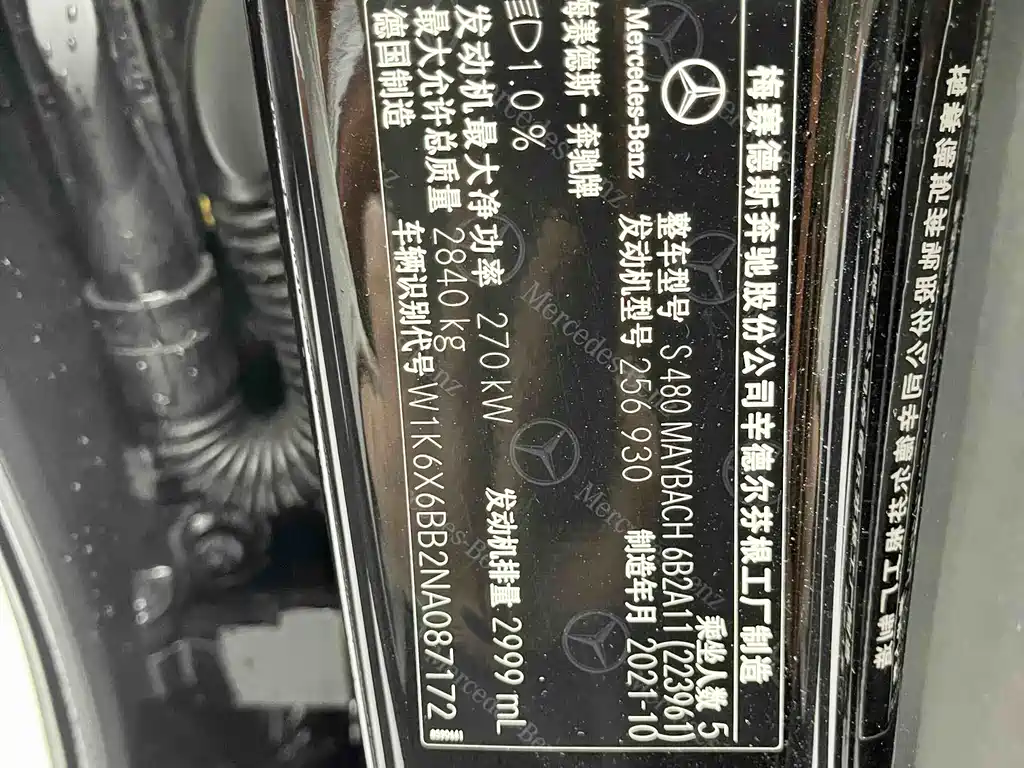 梅赛德斯奔驰股份公司辛德尔芬根工厂制造
Mercedes-Benz
整车型号 S 480 MAYBACH 6B2A11(223961)
乘坐人数 5
发动机型号 256 930
制造年月 2021-10
梅赛德斯-奔驰牌
1.0%
发动机最大净功率 270 kW
发动机排量 2999 mL
最大允许总质量 2840 kg
德国制造
车辆识别代号 W1K6X6BB2NA087172